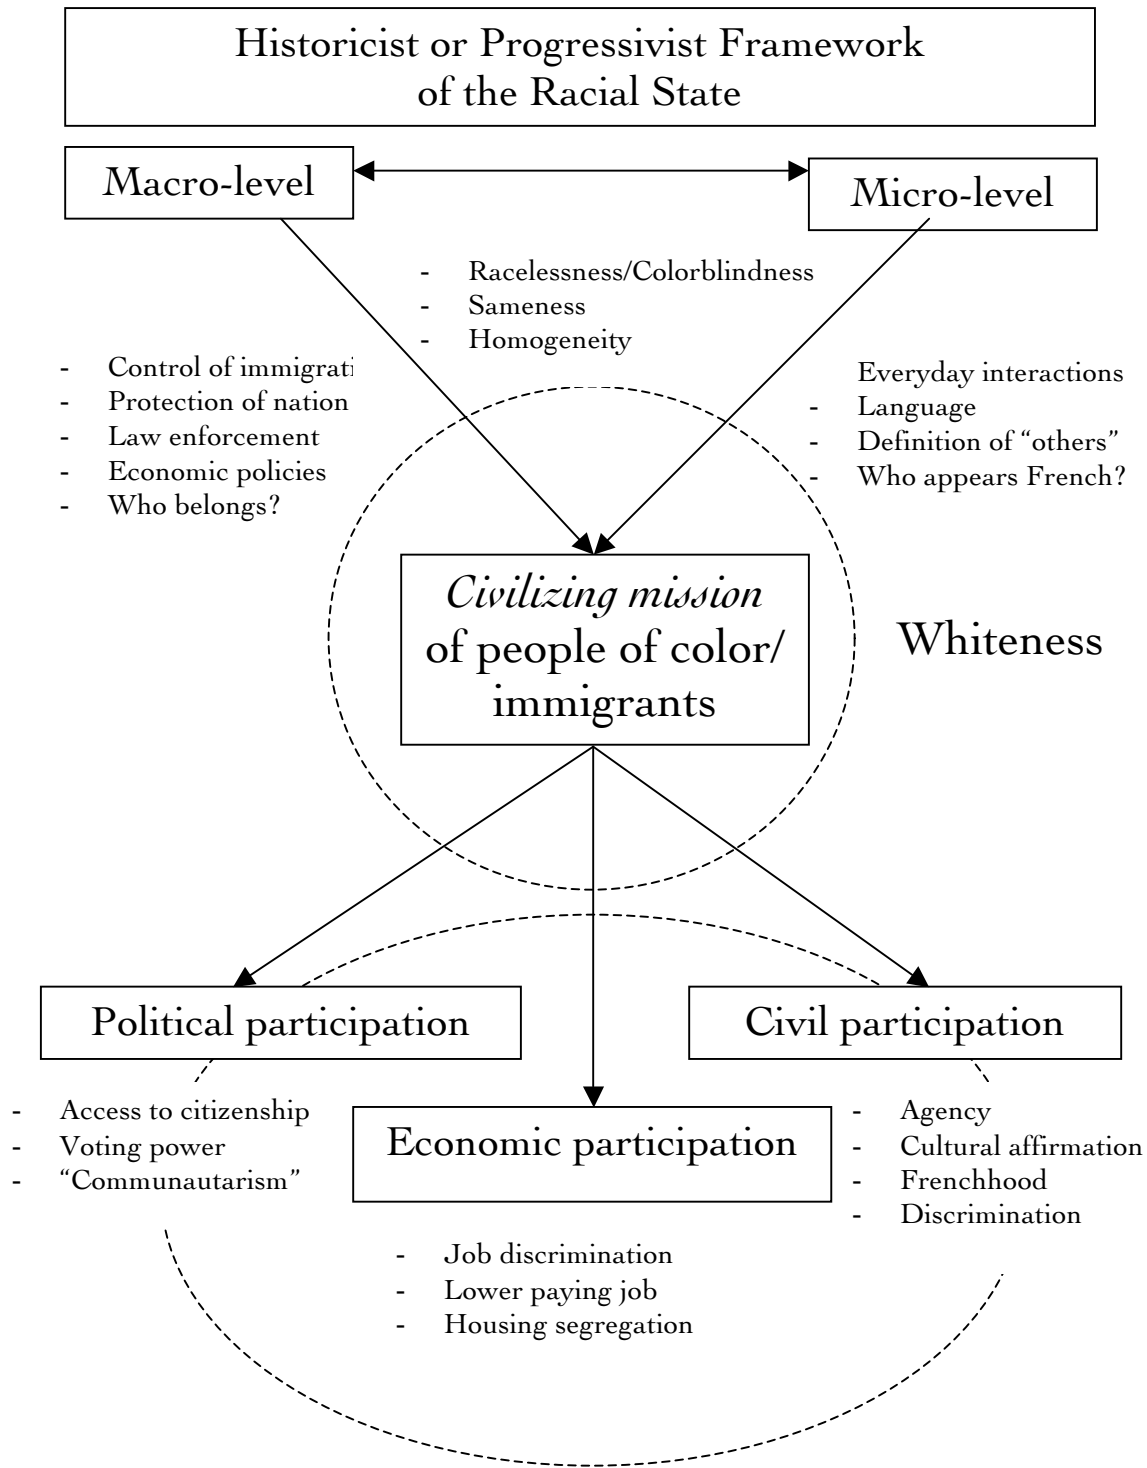 Historicist or Progressivist Framework
of the Racial State
Macro-level
Micro-level
- Racelessness/Colorblindness
- Sameness
- Homogeneity
- Control of immigrati
- Protection of nation
- Law enforcement
- Economic policies
- Who belongs?
Everyday interactions
- Language
- Definition of “others”
- Who appears French?
Civilizing mission
of people of color/
immigrants
Whiteness
Political participation
Civil participation
- Access to citizenship
- Voting power
- “Communautarism”
Economic participation
- Agency
- Cultural affirmation
- Frenchhood
- Discrimination
- Job discrimination
- Lower paying job
- Housing segregation